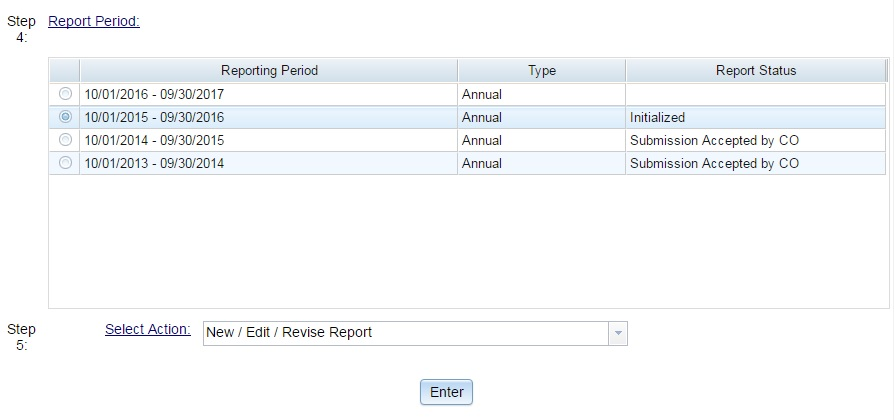 Step 4: Report Period:
Reporting Period Type Report Status
10/01/2016 - 09/30/2017 Annual
10/01/2015 - 09/30/2016 Annual Initialized
10/01/2014 - 09/30/2015 Annual Submission Accepted by CO
10/01/2013 - 09/30/2014 Annual Submission Accepted by CO
Step 5: Select Action: New / Edit / Revise Report
Enter